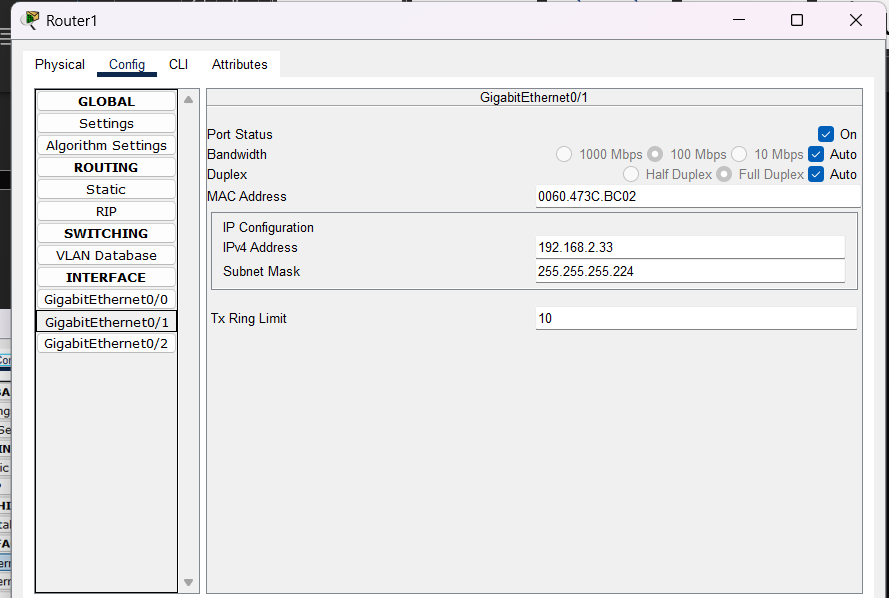 Router1
Physical Config CLI Attributes
GLOBAL
Settings
Algorithm Settings
ROUTING
Static
RIP
SWITCHING
VLAN Database
INTERFACE
GigabitEthernet0/0
GigabitEthernet0/1
GigabitEthernet0/2
GigabitEthernet0/1
Port Status On
Bandwidth 1000 Mbps 100 Mbps 10 Mbps Auto
Duplex Half Duplex Full Duplex Auto
MAC Address 0060.473C.BC02
IP Configuration
IPv4 Address 192.168.2.33
Subnet Mask 255.255.255.224
Tx Ring Limit 10